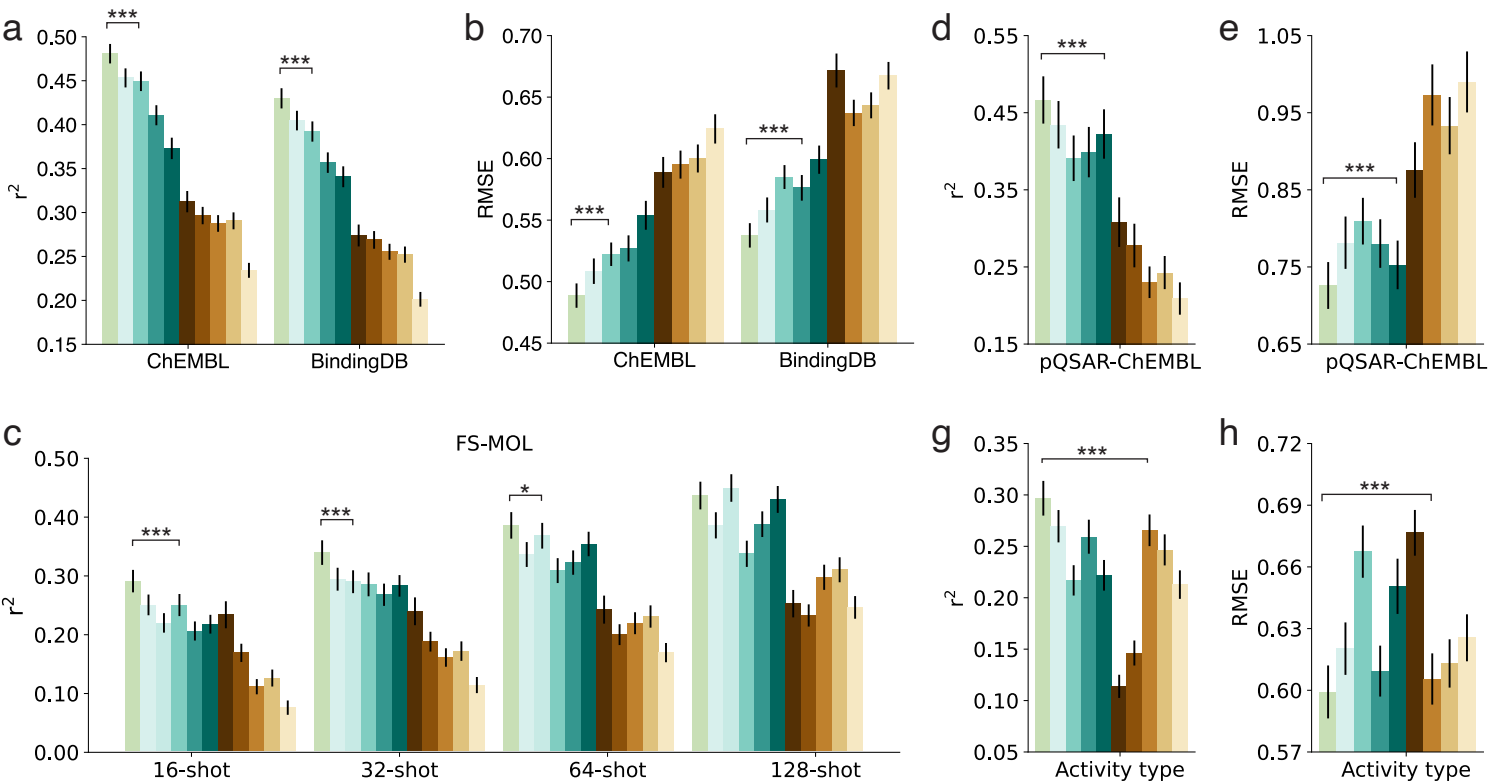 a
0.50
0.45
0.40
0.35
0.30
0.25
0.20
0.15
r²
***
***
ChEMBL
BindingDB
b
0.70
0.65
0.60
0.55
0.50
0.45
RMSE
***
***
ChEMBL
BindingDB
d
0.55
0.45
0.35
0.25
0.15
r²
***
pQSAR-ChEMBL
e
1.05
0.95
0.85
0.75
0.65
RMSE
***
pQSAR-ChEMBL
c
FS-MOL
0.50
0.40
0.30
0.20
0.10
0.00
r²
***
***
*
16-shot
32-shot
64-shot
128-shot
g
0.35
0.30
0.25
0.20
0.15
0.10
0.05
r²
***
Activity type
h
0.72
0.69
0.66
0.63
0.60
0.57
RMSE
***
Activity type